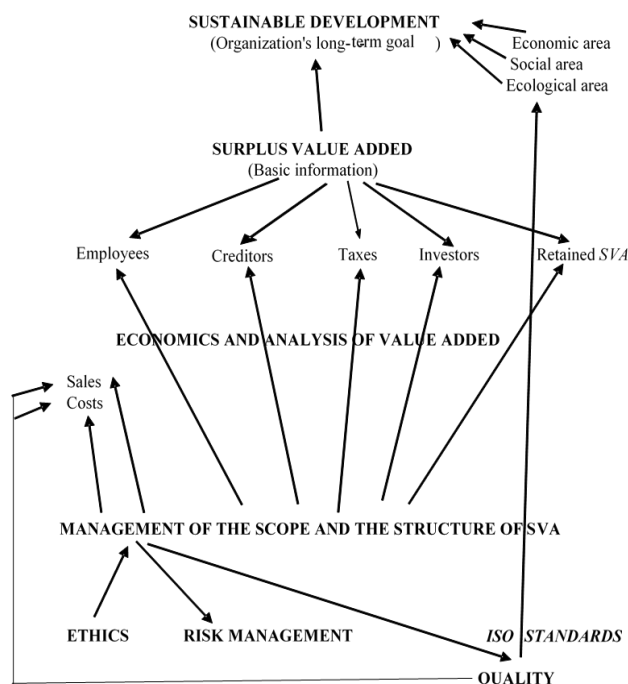 SUSTAINABLE DEVELOPMENT
(Organization's long-term goal )
Economic area
Social area
Ecological area
SURPLUS VALUE ADDED
(Basic information)
Employees Creditors Taxes Investors Retained SVA
ECONOMICS AND ANALYSIS OF VALUE ADDED
Sales
Costs
MANAGEMENT OF THE SCOPE AND THE STRUCTURE OF SVA
ETHICS RISK MANAGEMENT ISO STANDARDS
QUALITY